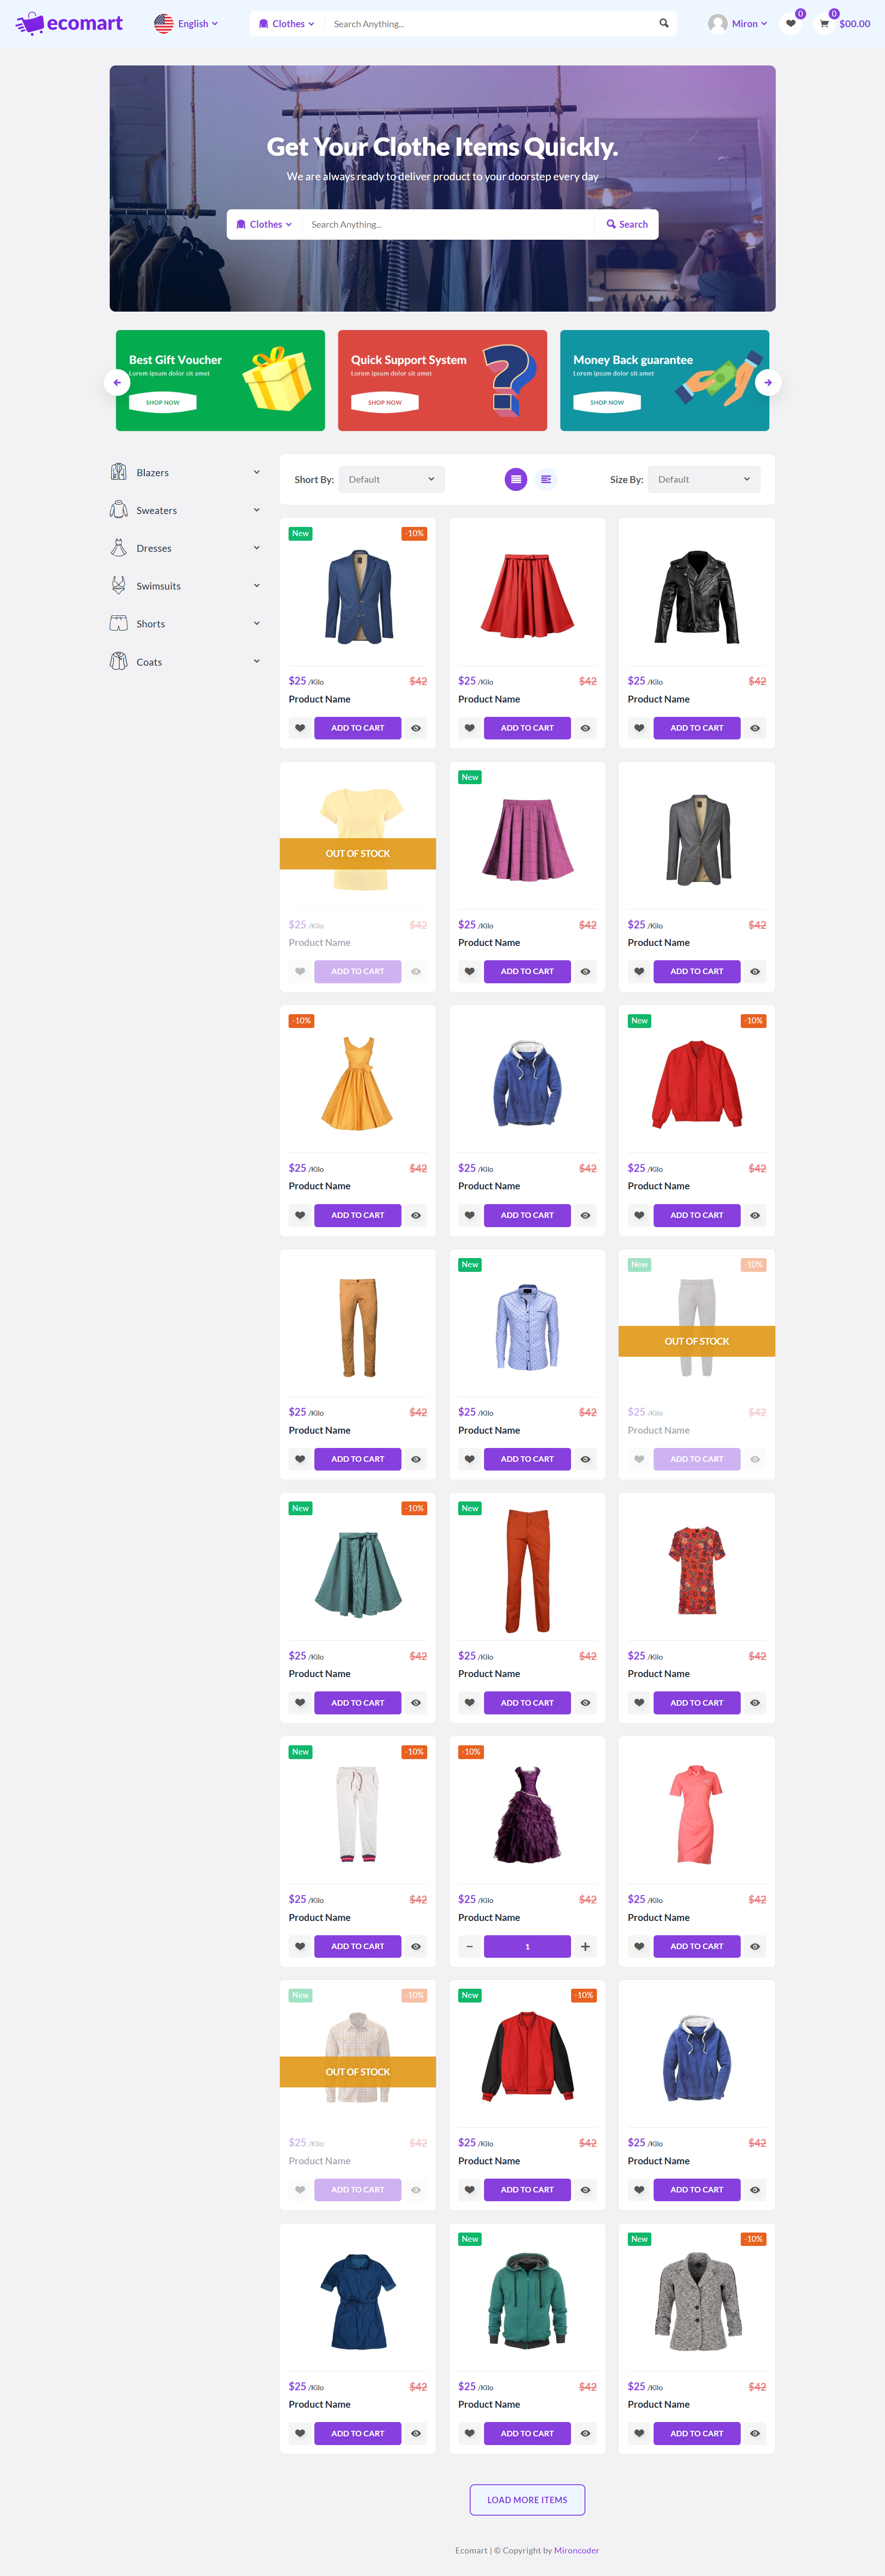 ecomart English Clothes Search Anything... Miron 0 0 $00.00
Get Your Clothe Items Quickly.
We are always ready to deliver product to your doorstep every day
Clothes Search Anything... Search
Best Gift Voucher
Lorem ipsum dolor sit amet
SHOP NOW
Quick Support System
Lorem ipsum dolor sit amet
SHOP NOW
Money Back guarantee
Lorem ipsum dolor sit amet
SHOP NOW
Blazers
Sweaters
Dresses
Swimsuits
Shorts
Coats
Short By: Default Size By: Default
New -10%
$25 /Kilo $42 $25 /Kilo $42 $25 /Kilo $42
Product Name Product Name Product Name
ADD TO CART ADD TO CART ADD TO CART
New
OUT OF STOCK
$25 /Kilo $42 $25 /Kilo $42 $25 /Kilo $42
Product Name Product Name Product Name
ADD TO CART ADD TO CART ADD TO CART
-10% New -10%
$25 /Kilo $42 $25 /Kilo $42 $25 /Kilo $42
Product Name Product Name Product Name
ADD TO CART ADD TO CART ADD TO CART
New New -10%
OUT OF STOCK
$25 /Kilo $42 $25 /Kilo $42 $25 /Kilo $42
Product Name Product Name Product Name
ADD TO CART ADD TO CART ADD TO CART
New -10% New
$25 /Kilo $42 $25 /Kilo $42 $25 /Kilo $42
Product Name Product Name Product Name
ADD TO CART ADD TO CART ADD TO CART
New -10% -10%
$25 /Kilo $42 $25 /Kilo $42 $25 /Kilo $42
Product Name Product Name Product Name
ADD TO CART - 1 + ADD TO CART
New -10% New -10%
OUT OF STOCK
$25 /Kilo $42 $25 /Kilo $42 $25 /Kilo $42
Product Name Product Name Product Name
ADD TO CART ADD TO CART ADD TO CART
New New -10%
$25 /Kilo $42 $25 /Kilo $42 $25 /Kilo $42
Product Name Product Name Product Name
ADD TO CART ADD TO CART ADD TO CART
LOAD MORE ITEMS
Ecomart | © Copyright by Mironcoder